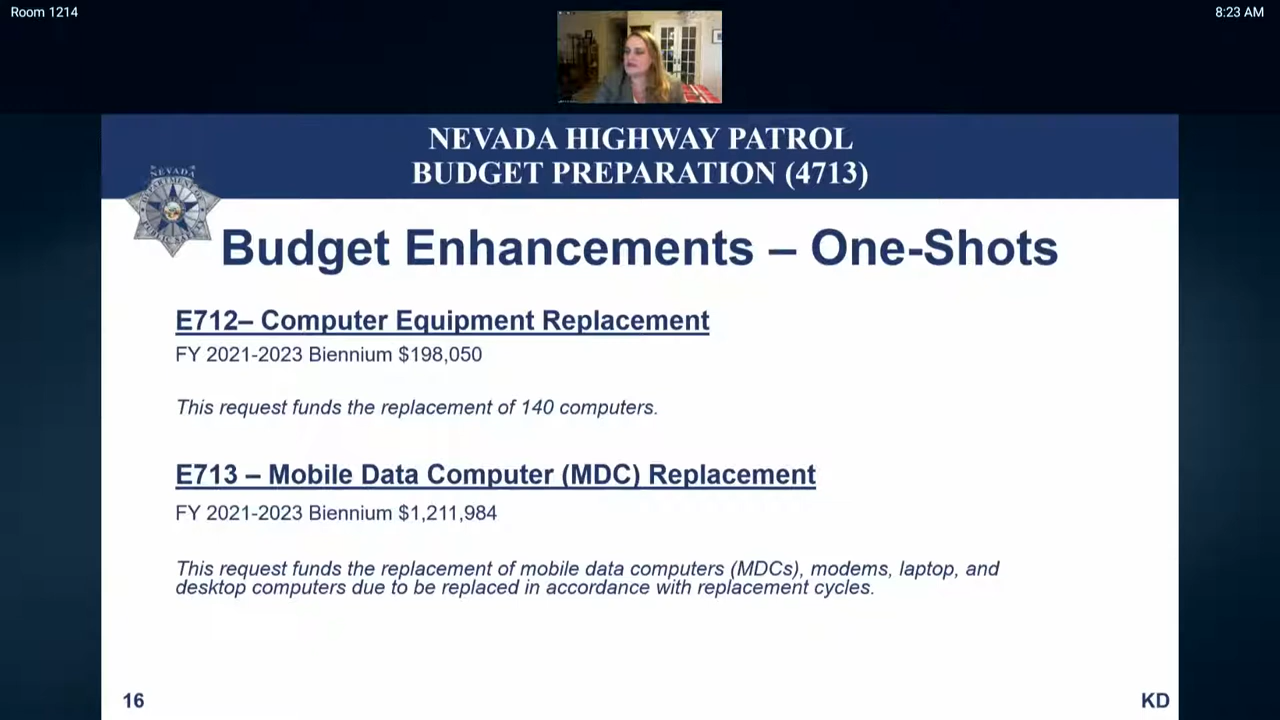 Room 1214
8:23 AM
NEVADA HIGHWAY PATROL
BUDGET PREPARATION (4713)
NEVADA
Budget Enhancements – One-Shots
E712– Computer Equipment Replacement
FY 2021-2023 Biennium $198,050
This request funds the replacement of 140 computers.
E713 – Mobile Data Computer (MDC) Replacement
FY 2021-2023 Biennium $1,211,984
This request funds the replacement of mobile data computers (MDCs), modems, laptop, and
desktop computers due to be replaced in accordance with replacement cycles.
16
KD